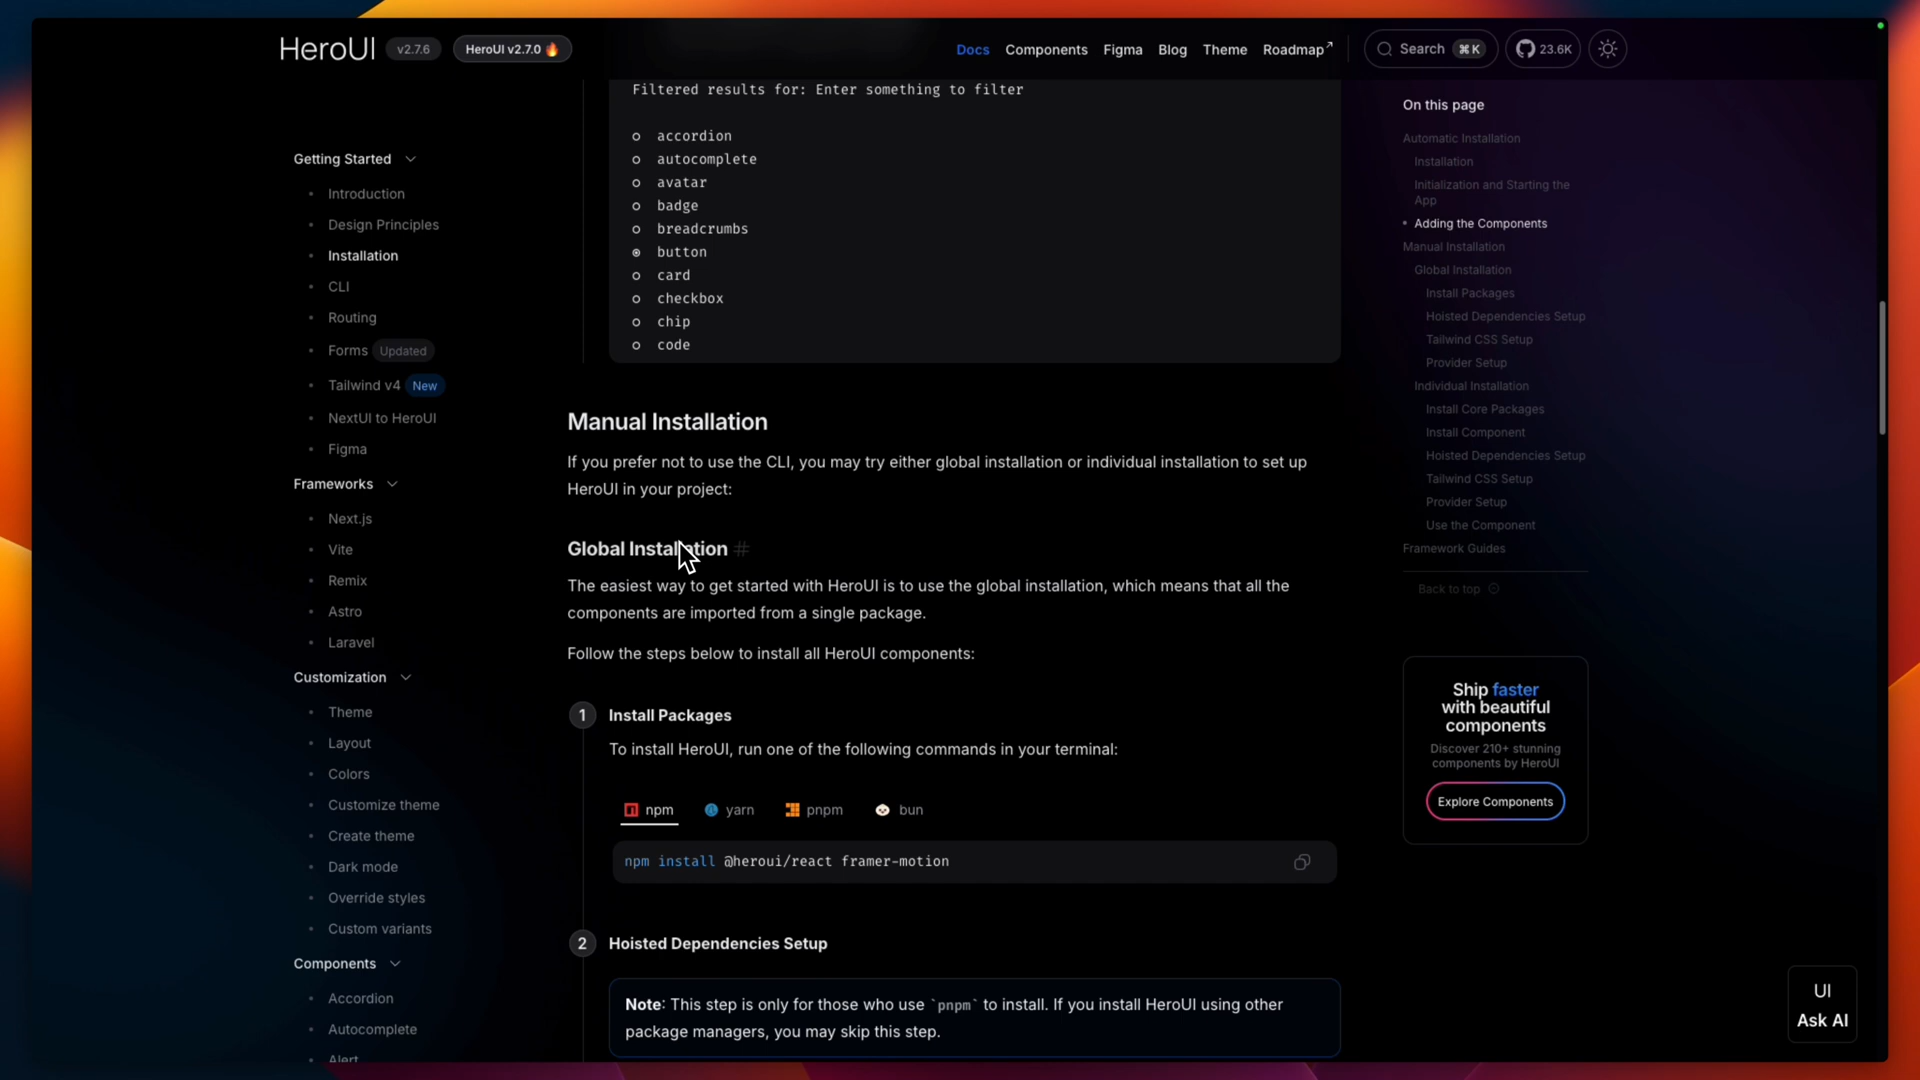 HeroUI v2.7.6 HeroUI v2.7.0 🔥 Docs Components Figma Blog Theme Roadmap↗ Search ⌘K 23.6K
Getting Started
Introduction
Design Principles
Installation
CLI
Routing
Forms Updated
Tailwind v4 New
NextUI to HeroUI
Figma
Frameworks
Next.js
Vite
Remix
Astro
Laravel
Customization
Theme
Layout
Colors
Customize theme
Create theme
Dark mode
Override styles
Custom variants
Components
Accordion
Autocomplete
Alert
Filtered results for: Enter something to filter
accordion
autocomplete
avatar
badge
breadcrumbs
button
card
checkbox
chip
code
Manual Installation
If you prefer not to use the CLI, you may try either global installation or individual installation to set up
HeroUI in your project:
Global Installation #
The easiest way to get started with HeroUI is to use the global installation, which means that all the
components are imported from a single package.
Follow the steps below to install all HeroUI components:
1 Install Packages
To install HeroUI, run one of the following commands in your terminal:
npm yarn pnpm bun
npm install @heroui/react framer-motion
2 Hoisted Dependencies Setup
Note: This step is only for those who use `pnpm` to install. If you install HeroUI using other
package managers, you may skip this step.
On this page
Automatic Installation
Installation
Initialization and Starting the
App
Adding the Components
Manual Installation
Global Installation
Install Packages
Hoisted Dependencies Setup
Tailwind CSS Setup
Provider Setup
Individual Installation
Install Core Packages
Install Component
Hoisted Dependencies Setup
Tailwind CSS Setup
Provider Setup
Use the Component
Framework Guides
Back to top
Ship faster
with beautiful
components
Discover 210+ stunning
components by HeroUI
Explore Components
UI
Ask AI